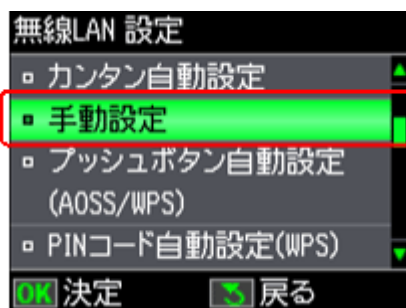 無線LAN 設定
カンタン自動設定
手動設定
プッシュボタン自動設定
(AOSS/WPS)
PINコード自動設定(WPS)
OK 決定 戻る